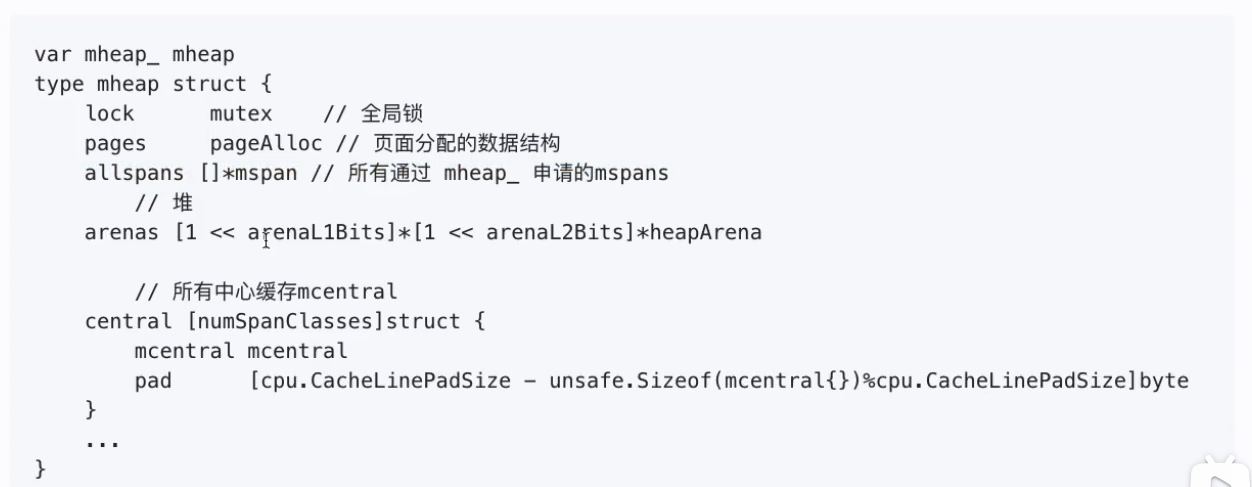 var mheap_ mheap
type mheap struct {
    lock      mutex    // 全局锁
    pages     pageAlloc // 页面分配的数据结构
    allspans []*mspan // 所有通过 mheap_ 申请的mspans
        // 堆
    arenas [1 << arenaL1Bits]*[1 << arenaL2Bits]*heapArena
        // 所有中心缓存mcentral
    central [numSpanClasses]struct {
        mcentral mcentral
        pad      [cpu.CacheLinePadSize - unsafe.Sizeof(mcentral{})%cpu.CacheLinePadSize]byte
    }
    ...
}